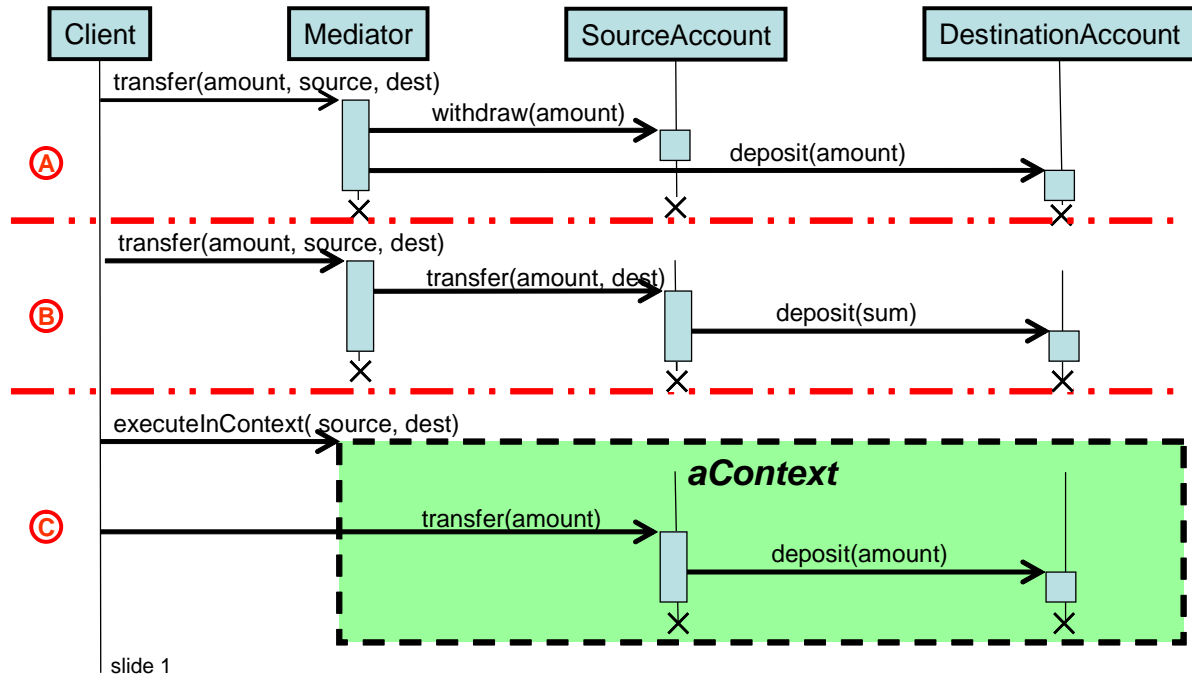 Client Mediator SourceAccount DestinationAccount
transfer(amount, source, dest)
withdraw(amount)
A
deposit(amount)
transfer(amount, source, dest)
transfer(amount, dest)
B
deposit(sum)
executeInContext( source, dest)
aContext
C
transfer(amount)
deposit(amount)
slide 1